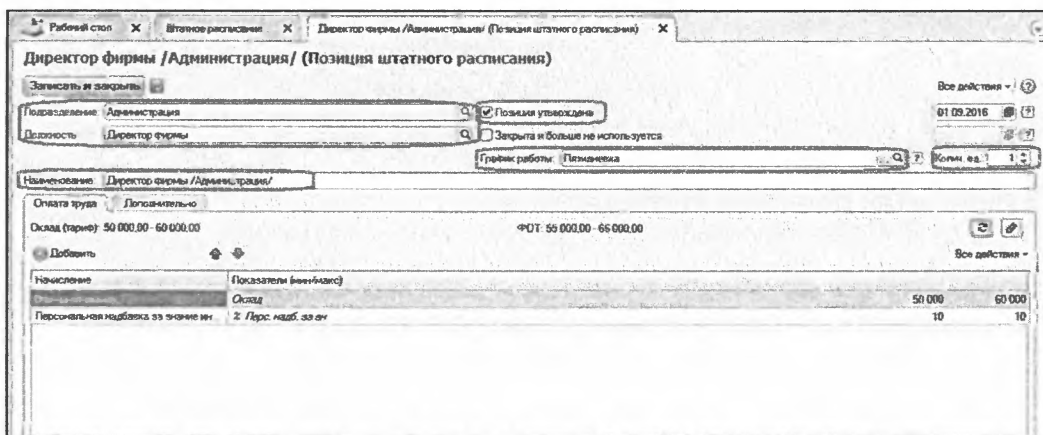 Рабочий стол × Штатное расписание × Директор фирмы /Администрация/ (Позиция штатного расписания) ×
Директор фирмы /Администрация/ (Позиция штатного расписания)
Записать и закрыть Все действия ?
Подразделение: Администрация Позиция утверждена 01.09.2016 ?
Должность Директор фирмы Закрыта и больше не используется ?
График работы: Пятидневка ? Колич. ед. 1
Наименование: Директор фирмы /Администрация/
Оплата труда Дополнительно
Оклад (тариф): 50 000,00 - 60 000,00 ФОТ: 55 000,00 - 66 000,00
Добавить Все действия
Начисление Показатели (мин/макс)
Оклад 50 000 60 000
Персональная надбавка за знание ин % Перс. надб. за ин 10 10